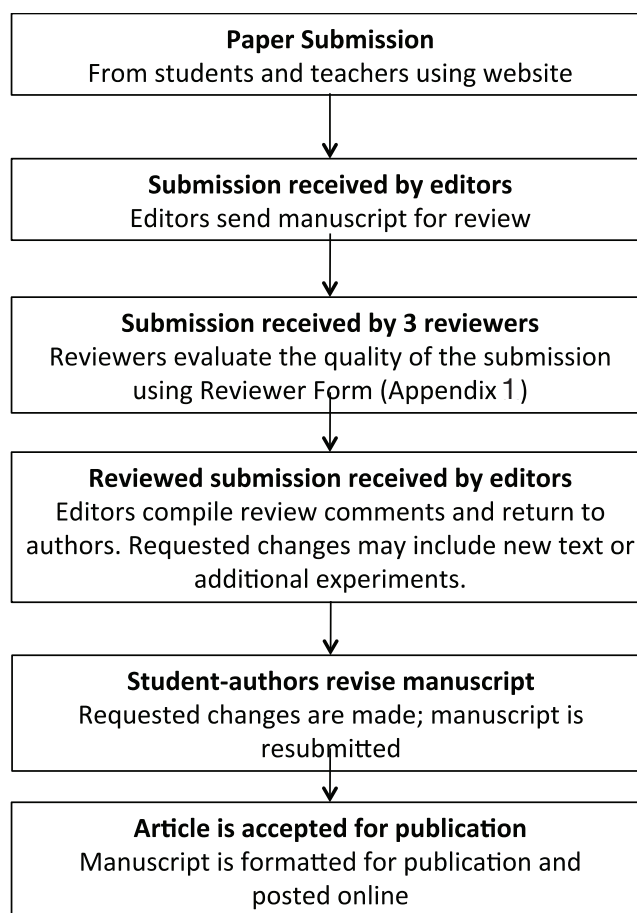 Paper Submission
From students and teachers using website
Submission received by editors
Editors send manuscript for review
Submission received by 3 reviewers
Reviewers evaluate the quality of the submission
using Reviewer Form (Appendix 1)
Reviewed submission received by editors
Editors compile review comments and return to
authors. Requested changes may include new text or
additional experiments.
Student-authors revise manuscript
Requested changes are made; manuscript is
resubmitted
Article is accepted for publication
Manuscript is formatted for publication and
posted online